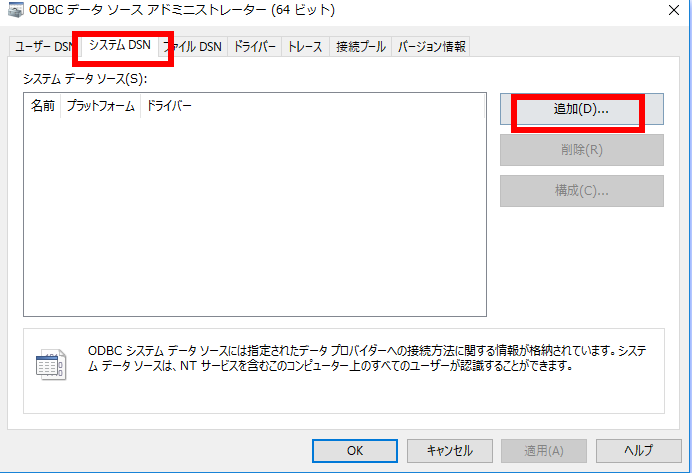 ODBC データ ソース アドミニストレーター (64 ビット)
ユーザー DSN システム DSN ファイル DSN ドライバー トレース 接続プール バージョン情報
システム データ ソース(S):
名前 プラットフォーム ドライバー
追加(D)...
削除(R)
構成(C)...
ODBC システム データ ソースには指定されたデータ プロバイダーへの接続方法に関する情報が格納されています。システ
ム データ ソースは、NT サービスを含むこのコンピューター上のすべてのユーザーが認識することができます。
OK キャンセル 適用(A) ヘルプ